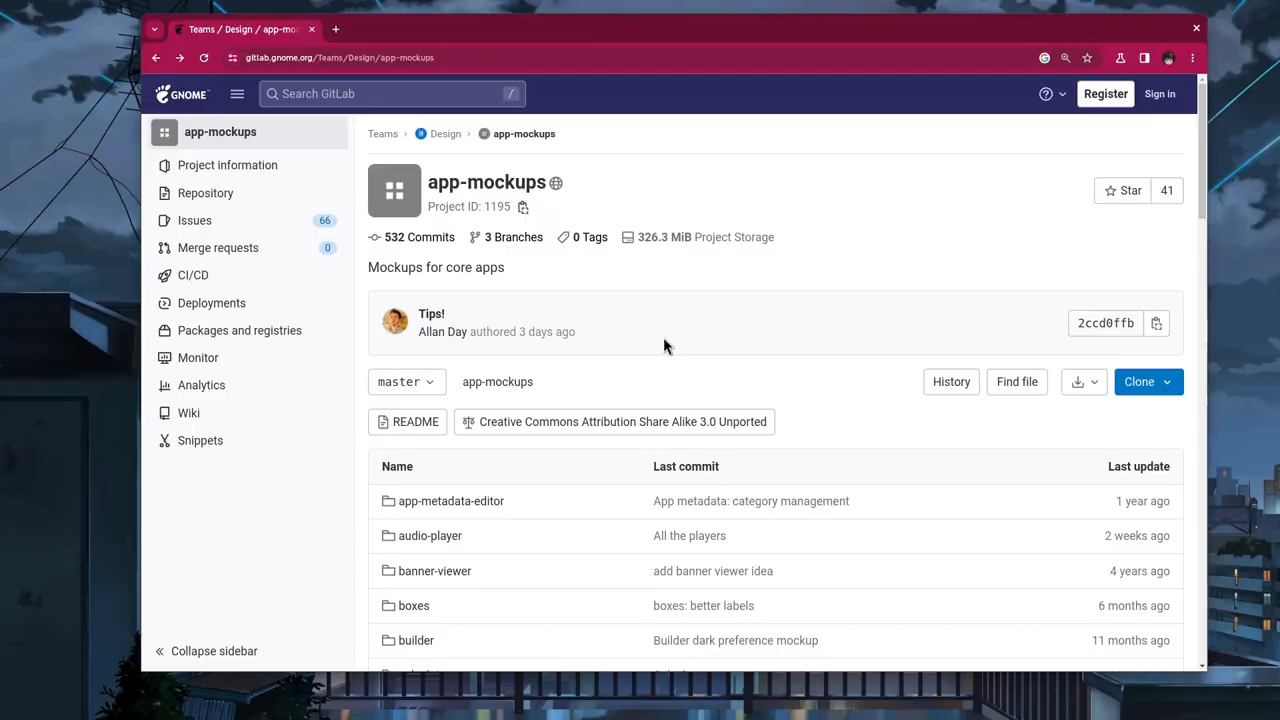 Teams / Design / app-mo
gitlab.gnome.org/Teams/Design/app-mockups
GNOME
Search GitLab
/
Register
Sign in
app-mockups
Project information
Repository
Issues
66
Merge requests
0
CI/CD
Deployments
Packages and registries
Monitor
Analytics
Wiki
Snippets
Collapse sidebar
Teams
Design
app-mockups
app-mockups
Project ID: 1195
Star
41
532 Commits
3 Branches
0 Tags
326.3 MiB Project Storage
Mockups for core apps
Tips!
Allan Day authored 3 days ago
2ccd0ffb
master
app-mockups
History
Find file
Clone
README
Creative Commons Attribution Share Alike 3.0 Unported
Name Last commit Last update
app-metadata-editor App metadata: category management 1 year ago
audio-player All the players 2 weeks ago
banner-viewer add banner viewer idea 4 years ago
boxes boxes: better labels 6 months ago
builder Builder dark preference mockup 11 months ago